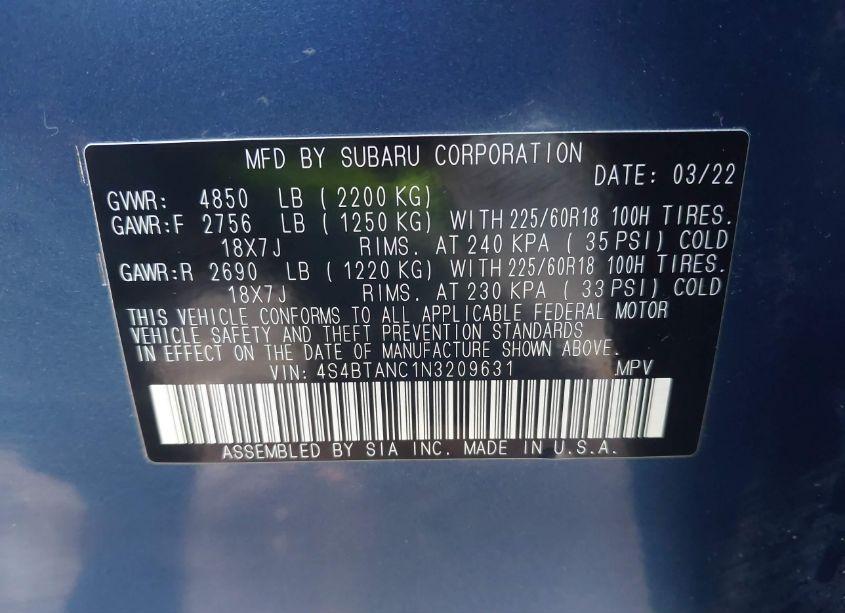 MFD BY SUBARU CORPORATION
DATE: 03/22
GVWR: 4850 LB ( 2200 KG)
GAWR:F 2756 LB ( 1250 KG) WITH 225/60R18 100H TIRES.
18X7J RIMS. AT 240 KPA ( 35 PSI) COLD
GAWR:R 2690 LB ( 1220 KG) WITH 225/60R18 100H TIRES.
18X7J RIMS. AT 230 KPA ( 33 PSI) COLD
THIS VEHICLE CONFORMS TO ALL APPLICABLE FEDERAL MOTOR
VEHICLE SAFETY AND THEFT PREVENTION STANDARDS
IN EFFECT ON THE DATE OF MANUFACTURE SHOWN ABOVE.
VIN: 4S4BTANC1N3209631 MPV
ASSEMBLED BY SIA INC. MADE IN U.S.A.